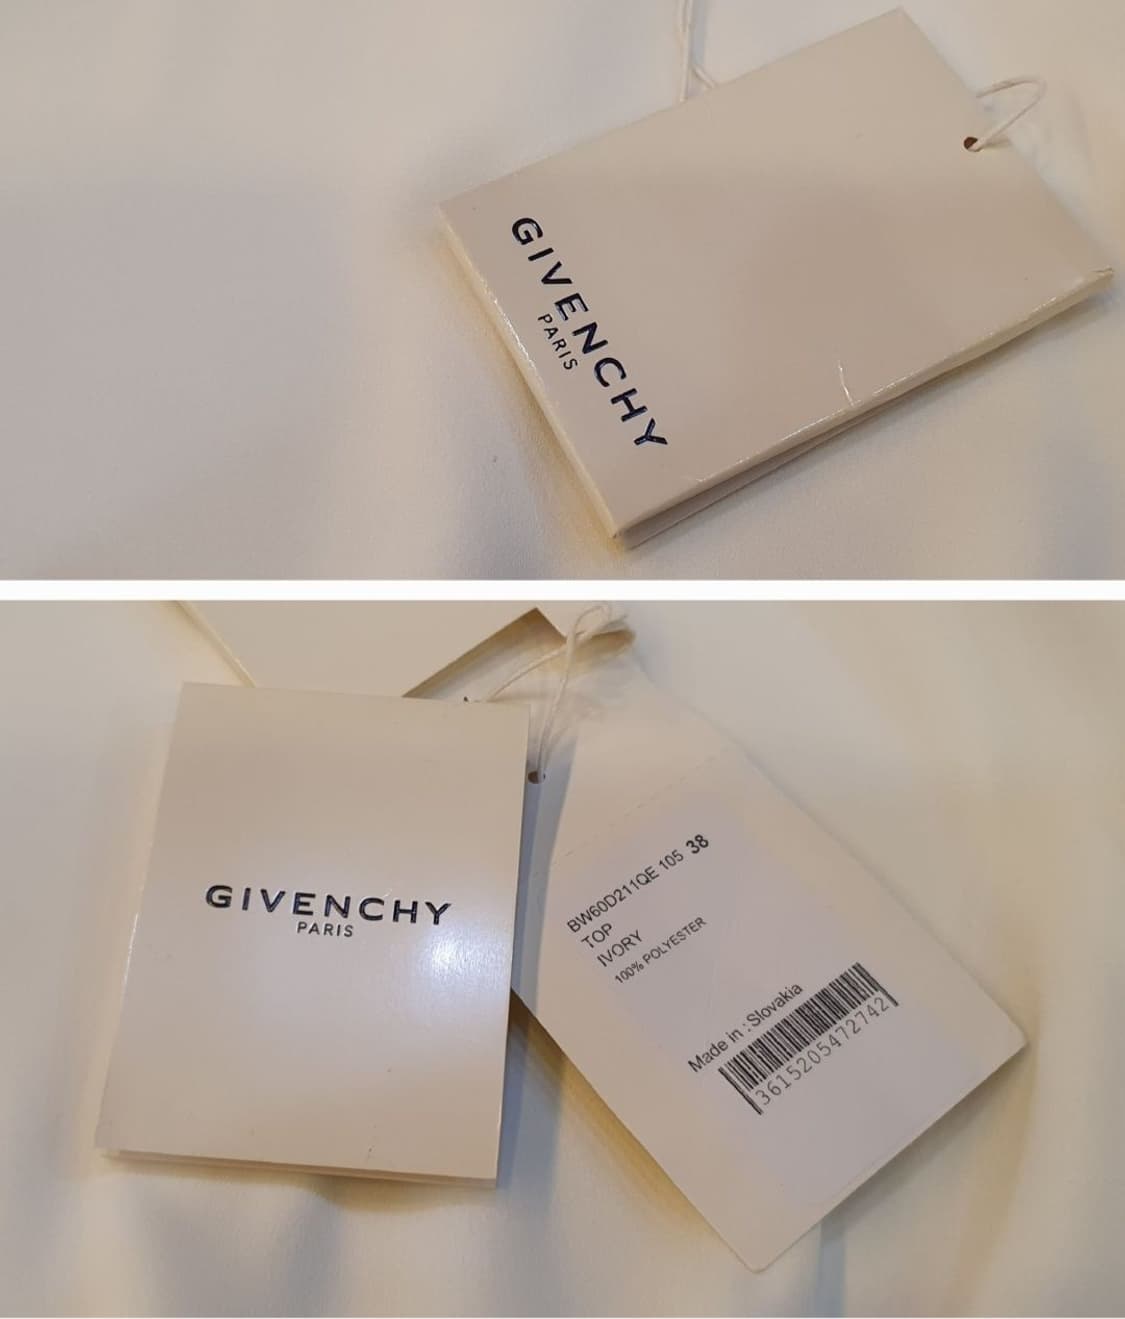 GIVENCHY
PARIS
GIVENCHY
PARIS
BW60D211QE 105 38
TOP
IVORY
100% POLYESTER
Made in : Slovakia
3615205472742